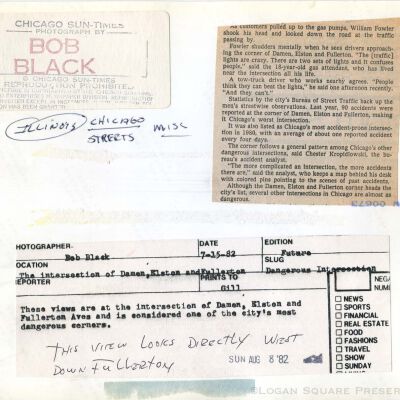 CHICAGO SUN-TIMES
PHOTOGRAPH BY
BOB
BLACK
© CHICAGO SUN-TIMES
REPRODUCTION PROHIBITED
ILLINOIS CHICAGO
STREETS MISC
As customers pulled up to the gas pumps, William Fowler
shook his head and looked down the road at the traffic
passing by.
Fowler shudders mentally when he sees drivers approach-
ing the corner of Damen, Elston and Fullerton. "The [traffic]
lights are crazy. There are two sets of lights and it confuses
people," said the 18-year-old gas attendant, who has lived
near the intersection all his life.
A tow-truck driver who works nearby agrees. "People
think they can beat the lights," he said one afternoon recently.
"And they can't."
Statistics by the city's Bureau of Street Traffic back up the
men's streetwise observations. Last year, 90 accidents were
reported at the corner of Damen, Elston and Fullerton, making
it Chicago's worst intersection.
It was also listed as Chicago's most accident-prone intersec-
tion in 1980, with an average of about one reported accident
every four days.
The corner follows a general pattern among Chicago's other
dangerous intersections, said Chester Kropidlowski, the bu-
reau's accident analyst.
"The more complicated an intersection, the more accidents
there are," said the analyst, who keeps a map behind his desk
with colored pins pointing to the scenes of past accidents.
Although the Damen, Elston and Fullerton corner heads the
city's list, several other intersections in Chicago are almost as
dangerous.
HOTOGRAPHER DATE EDITION
Bob Black 7-15-82 Future
OCATION SLUG
The intersection of Damen,Elston and Fullerton Dangerous Intersection
EPORTER PRINTS TO
Gill
NEGA
NUM
These views are at the intersection of Damen, Elston and
Fullerton Aves and is considered one of the city's most
dangerous corners.
THIS VIEW LOOKS DIRECTLY WEST
DOWN FULLERTON
SUN AUG 8 '82
NEWS
SPORTS
FINANCIAL
REAL ESTATE
FOOD
FASHIONS
TRAVEL
SHOW
SUNDAY
©LOGAN SQUARE PRESER